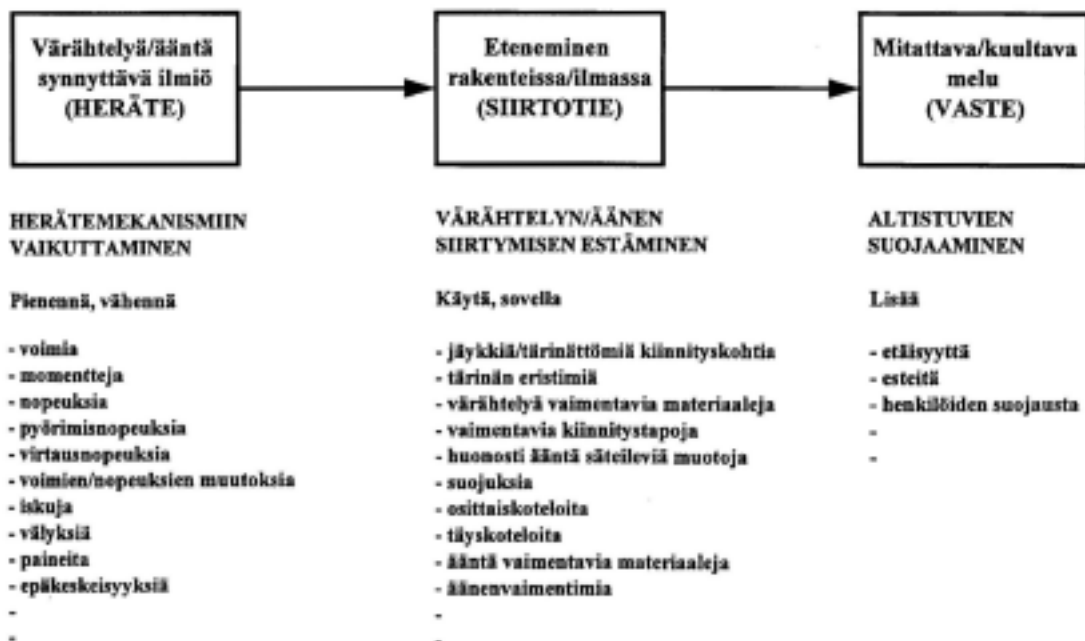 Värähtelyä/ääntä
synnyttävä ilmiö
(HERÄTE)
Eteneminen
rakenteissa/ilmassa
(SIIRTOTIE)
Mitattava/kuultava
melu
(VASTE)
HERÄTEMEKANISMIIN
VAIKUTTAMINEN
Pienennä, vähennä
- voimia
- momentteja
- nopeuksia
- pyörimisnopeuksia
- virtausnopeuksia
- voimien/nopeuksien muutoksia
- iskuja
- välyksiä
- paineita
- epäkeskeisyyksiä
-
-
VÄRÄHTELYN/ÄÄNEN
SIIRTYMISEN ESTÄMINEN
Käytä, sovella
- jäykkiä/tärinättömiä kiinnityskohtia
- tärinän eristimiä
- värähtelyä vaimentavia materiaaleja
- vaimentavia kiinnitystapoja
- huonosti ääntä säteileviä muotoja
- suojuksia
- osittaiskoteloita
- täyskoteloita
- ääntä vaimentavia materiaaleja
- äänenvaimentimia
-
-
ALTISTUVIEN
SUOJAAMINEN
Lisää
- etäisyyttä
- esteitä
- henkilöiden suojausta
-
-